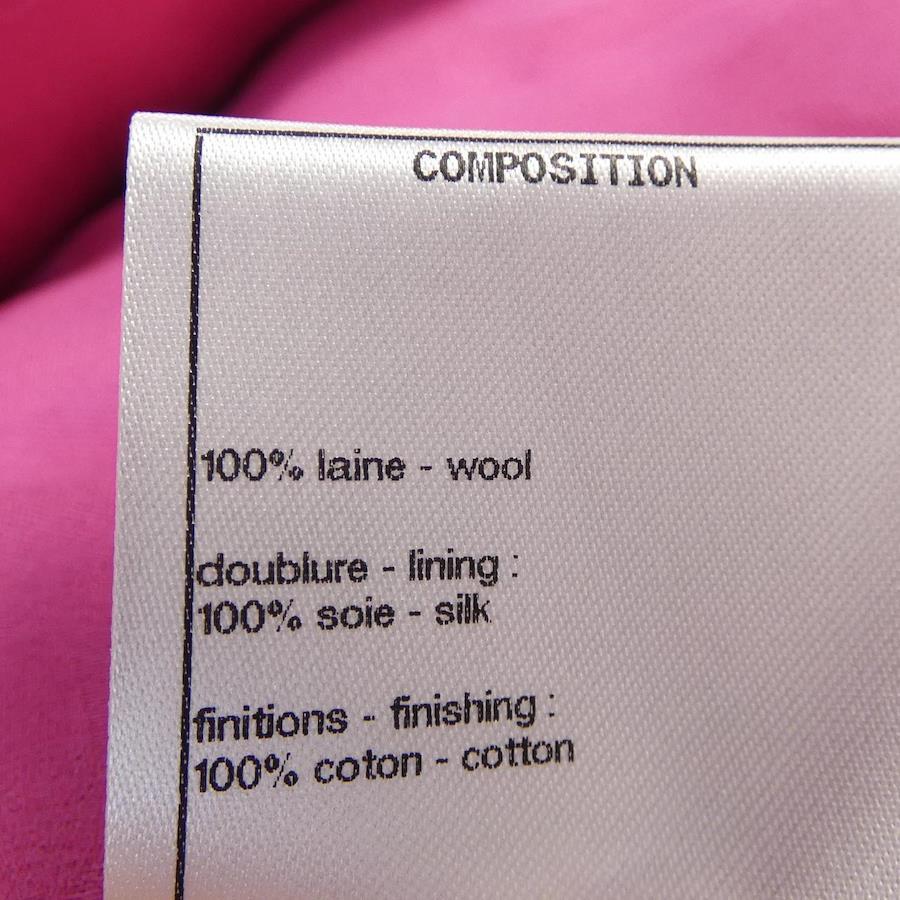 COMPOSITION
100% laine - wool
doublure - lining :
100% soie - silk
finitions - finishing :
100% coton - cotton